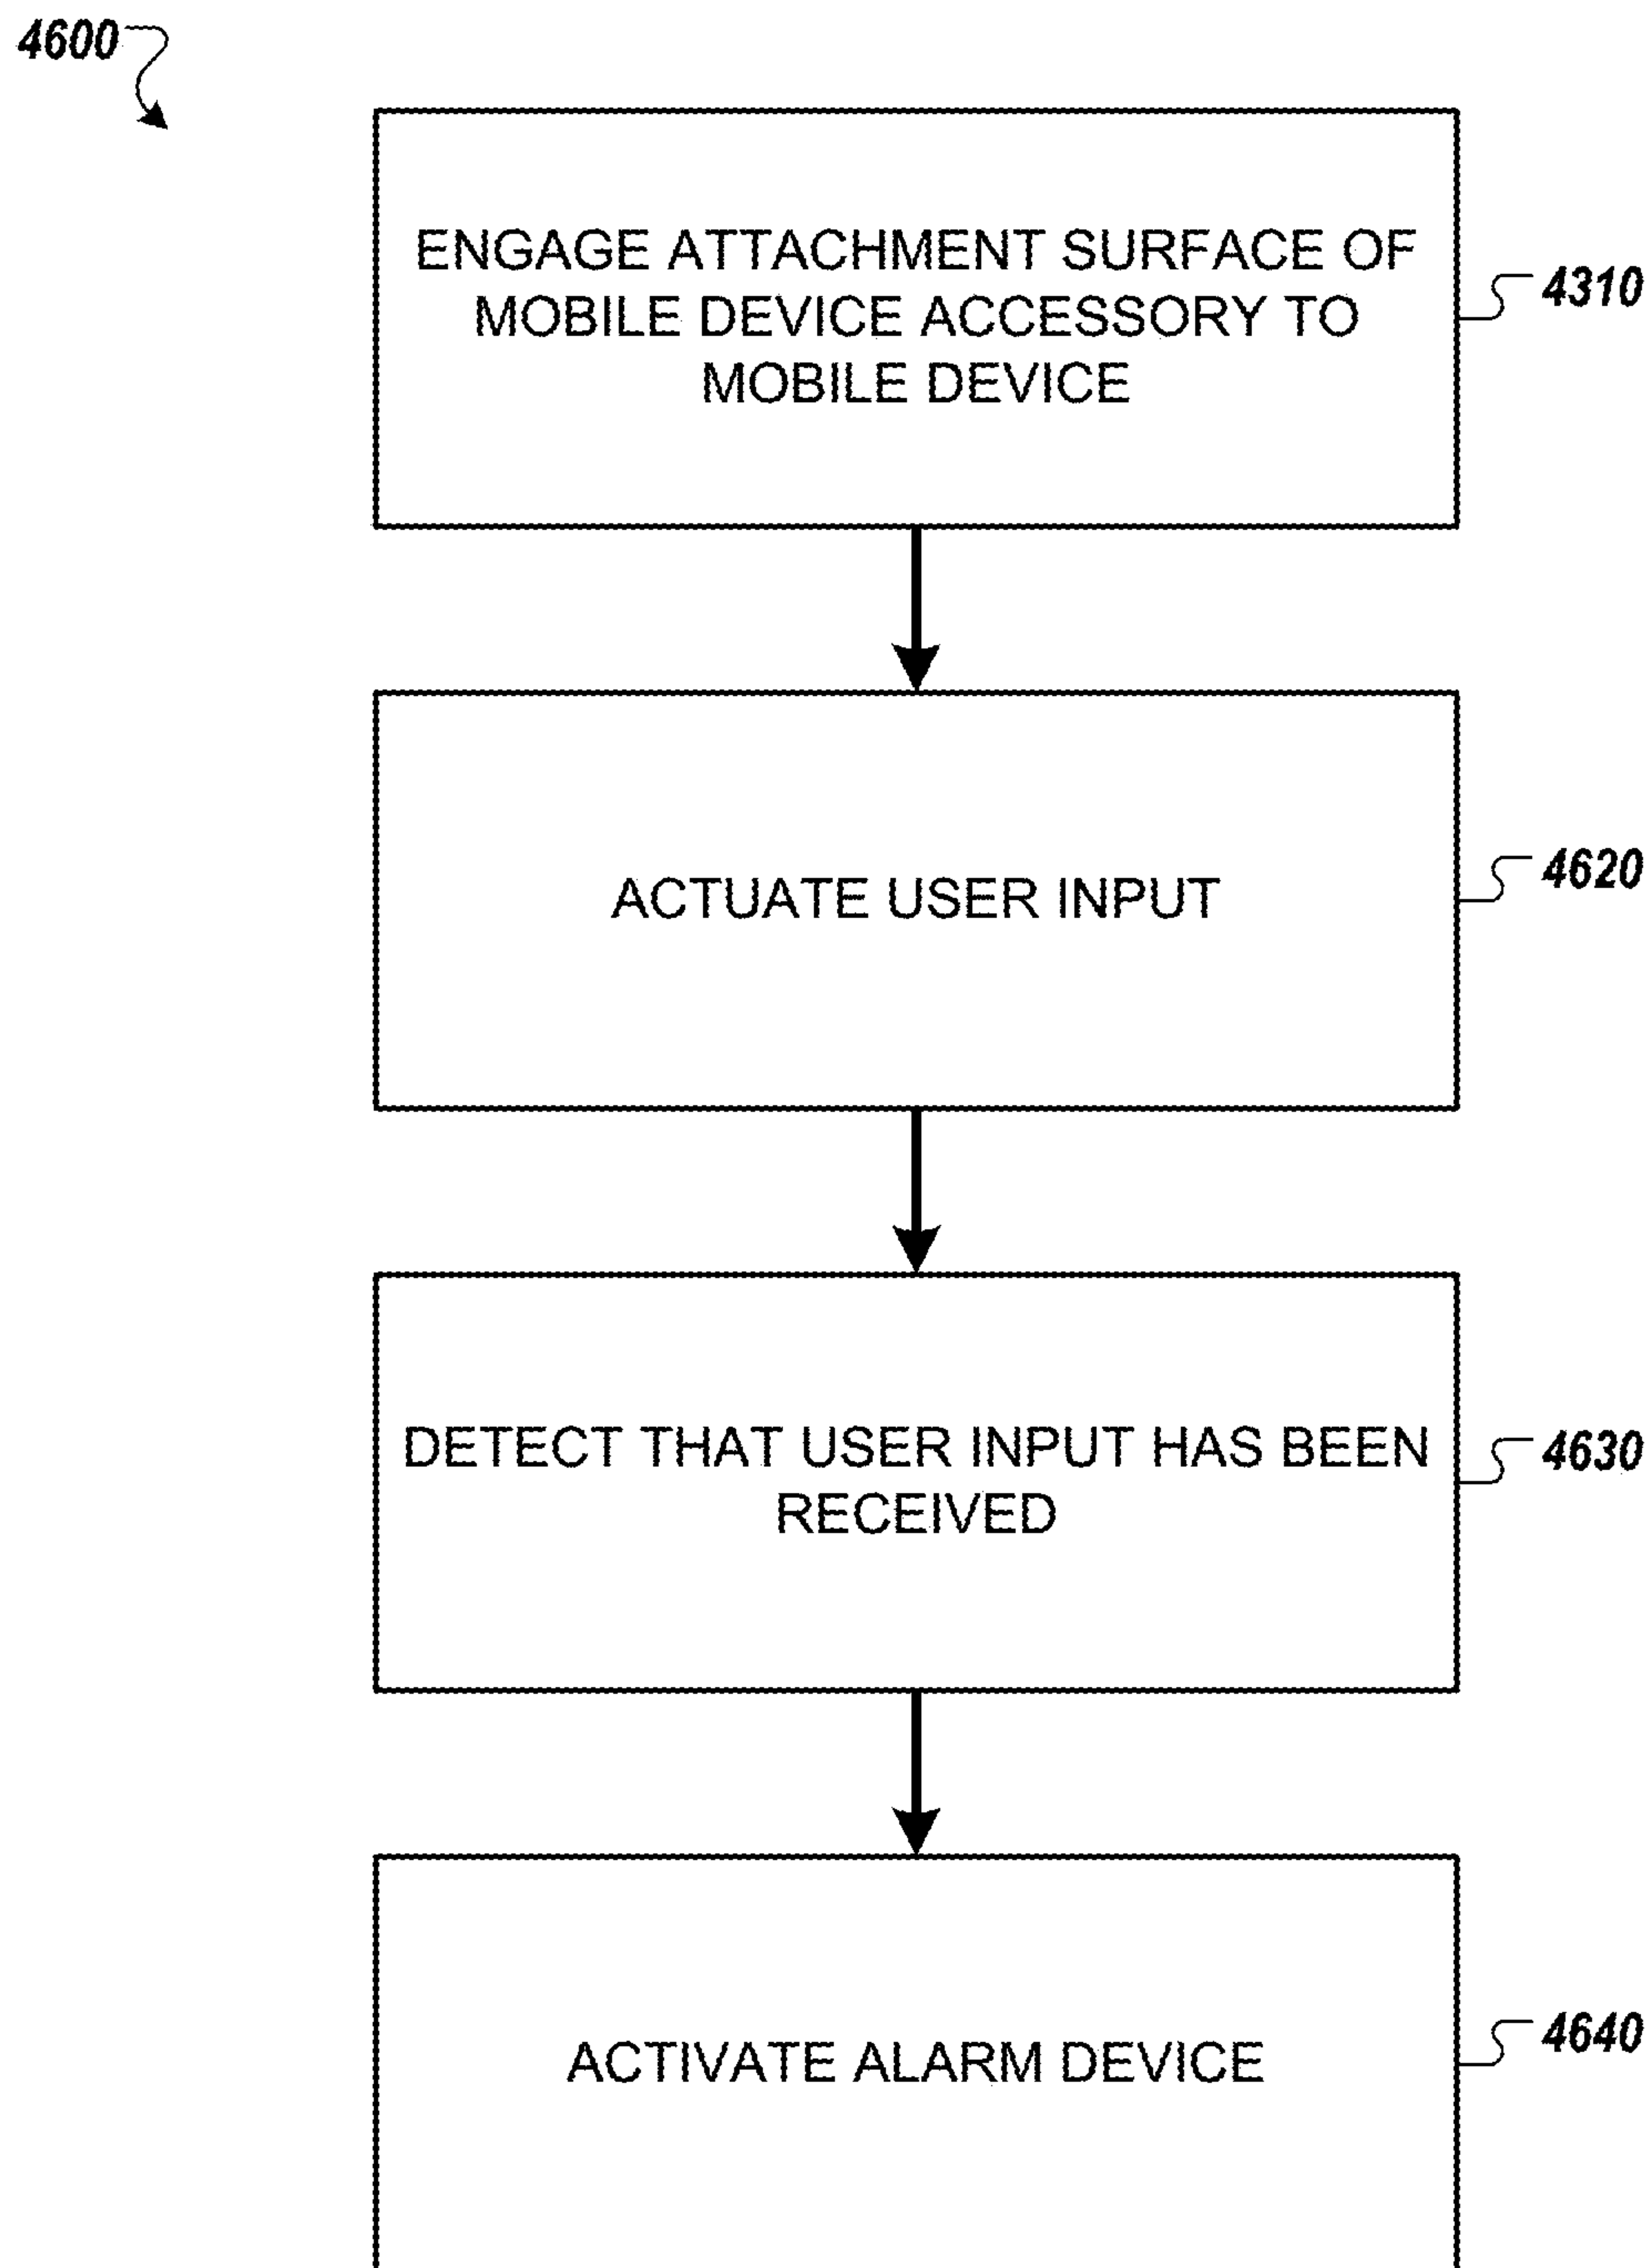 4600
ENGAGE ATTACHMENT SURFACE OF
MOBILE DEVICE ACCESSORY TO
MOBILE DEVICE
4310
ACTUATE USER INPUT
4620
DETECT THAT USER INPUT HAS BEEN
RECEIVED
4630
ACTIVATE ALARM DEVICE
4640